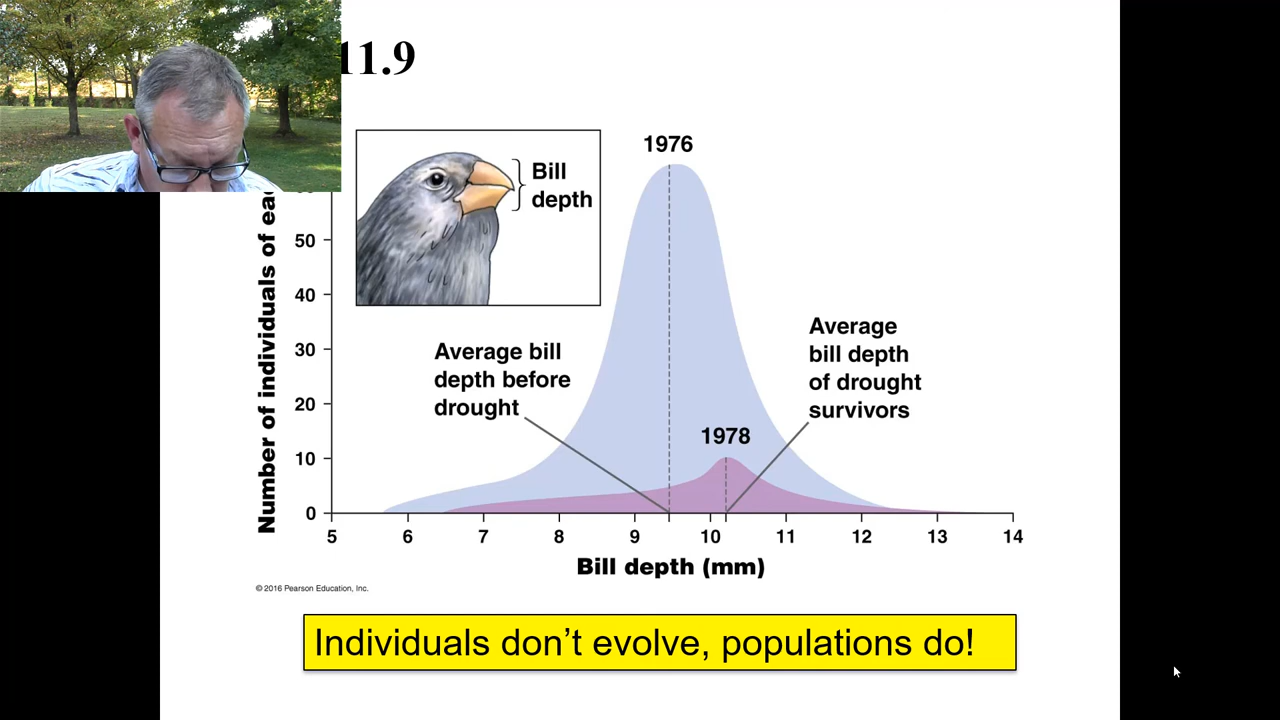 11.9
1976
Bill
depth
Number of individuals of
50
40
30
20
10
0
Average bill
depth before
drought
Average
bill depth
of drought
survivors
1978
5 6 7 8 9 10 11 12 13 14
Bill depth (mm)
© 2016 Pearson Education, Inc.
Individuals don't evolve, populations do!